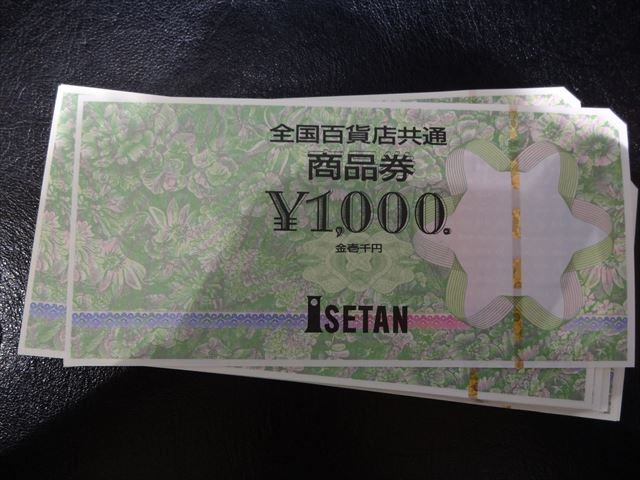 全国百貨店共通
商品券
¥1,000.
金壱千円
ISETAN